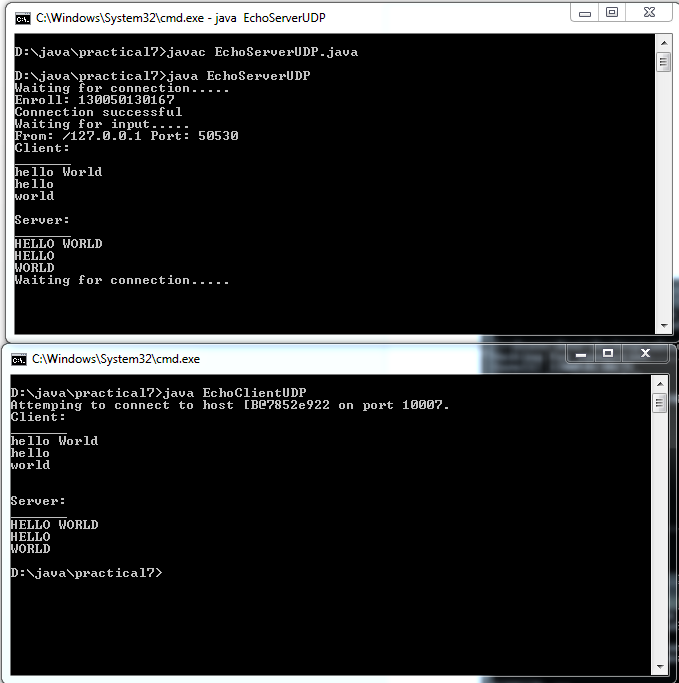 C:\Windows\System32\cmd.exe - java  EchoServerUDP
D:\java\practical7>javac EchoServerUDP.java
D:\java\practical7>java EchoServerUDP
Waiting for connection.....
Enroll: 130050130167
Connection successful
Waiting for input.....
From: /127.0.0.1 Port: 50530
Client:
_______
hello World
hello
world
Server:
_______
HELLO WORLD
HELLO
WORLD
Waiting for connection.....
C:\Windows\System32\cmd.exe
D:\java\practical7>java EchoClientUDP
Attemping to connect to host [B@7852e922 on port 10007.
Client:
_______
hello World
hello
world
Server:
_______
HELLO WORLD
HELLO
WORLD
D:\java\practical7>